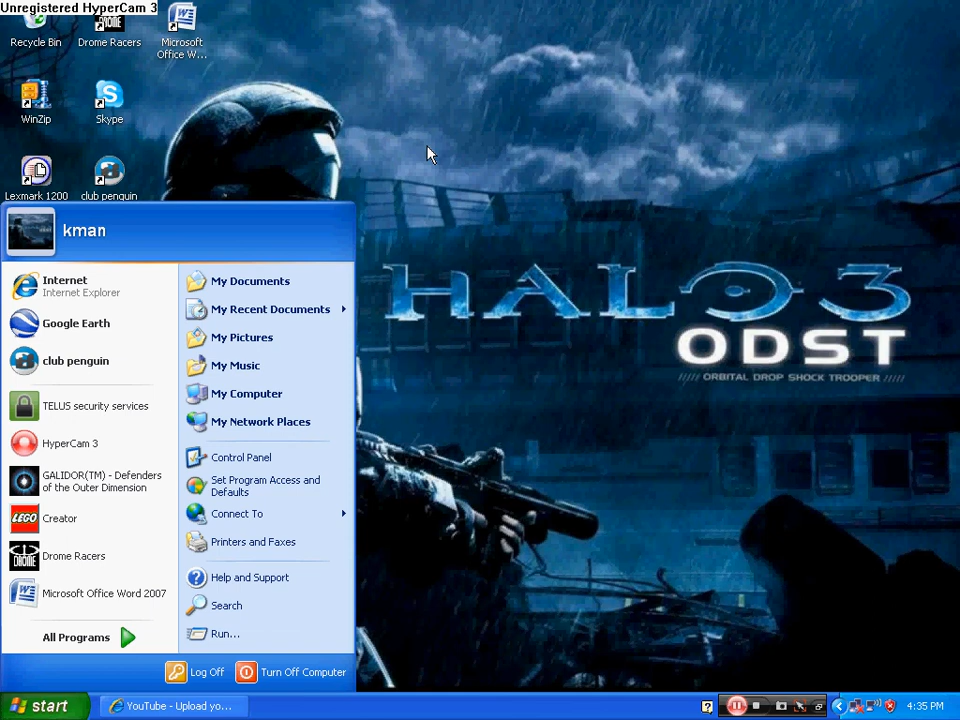 Unregistered HyperCam 3
Recycle Bin
Drome Racers
Microsoft
Office W...
WinZip
Skype
Lexmark 1200
club penguin
kman
Internet
Internet Explorer
Google Earth
club penguin
TELUS security services
HyperCam 3
GALIDOR(TM) - Defenders
of the Outer Dimension
LEGO
Creator
DROME
Drome Racers
Microsoft Office Word 2007
All Programs
My Documents
My Recent Documents
My Pictures
My Music
My Computer
My Network Places
Control Panel
Set Program Access and
Defaults
Connect To
Printers and Faxes
Help and Support
Search
Run...
Log Off
Turn Off Computer
HALO 3
ODST
///// ORBITAL DROP SHOCK TROOPER /////
start
YouTube - Upload yo...
4:35 PM